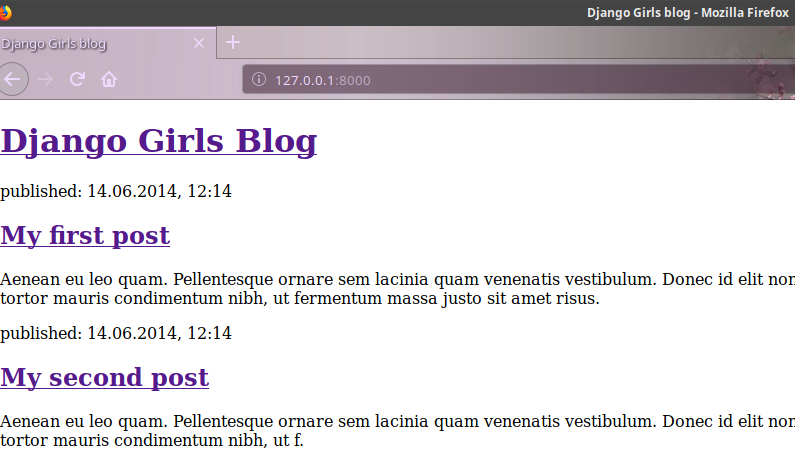 Django Girls blog - Mozilla Firefox
Django Girls blog
127.0.0.1:8000
Django Girls Blog
published: 14.06.2014, 12:14
My first post
Aenean eu leo quam. Pellentesque ornare sem lacinia quam venenatis vestibulum. Donec id elit non
tortor mauris condimentum nibh, ut fermentum massa justo sit amet risus.
published: 14.06.2014, 12:14
My second post
Aenean eu leo quam. Pellentesque ornare sem lacinia quam venenatis vestibulum. Donec id elit non
tortor mauris condimentum nibh, ut f.